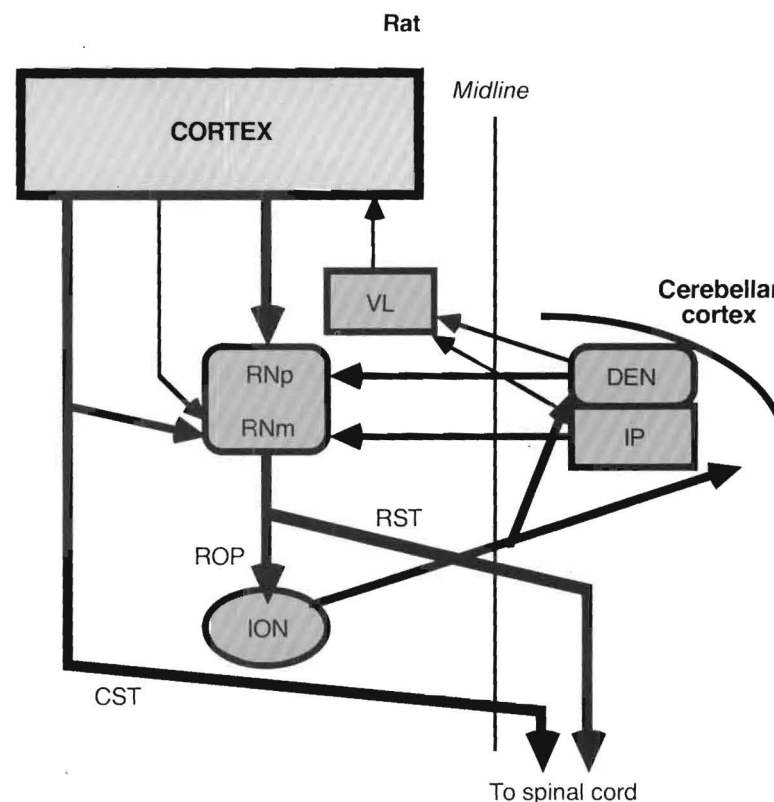 Rat
Midline
CORTEX
VL
Cerebellar
cortex
RNp
DEN
RNm
IP
RST
ROP
ION
CST
To spinal cord